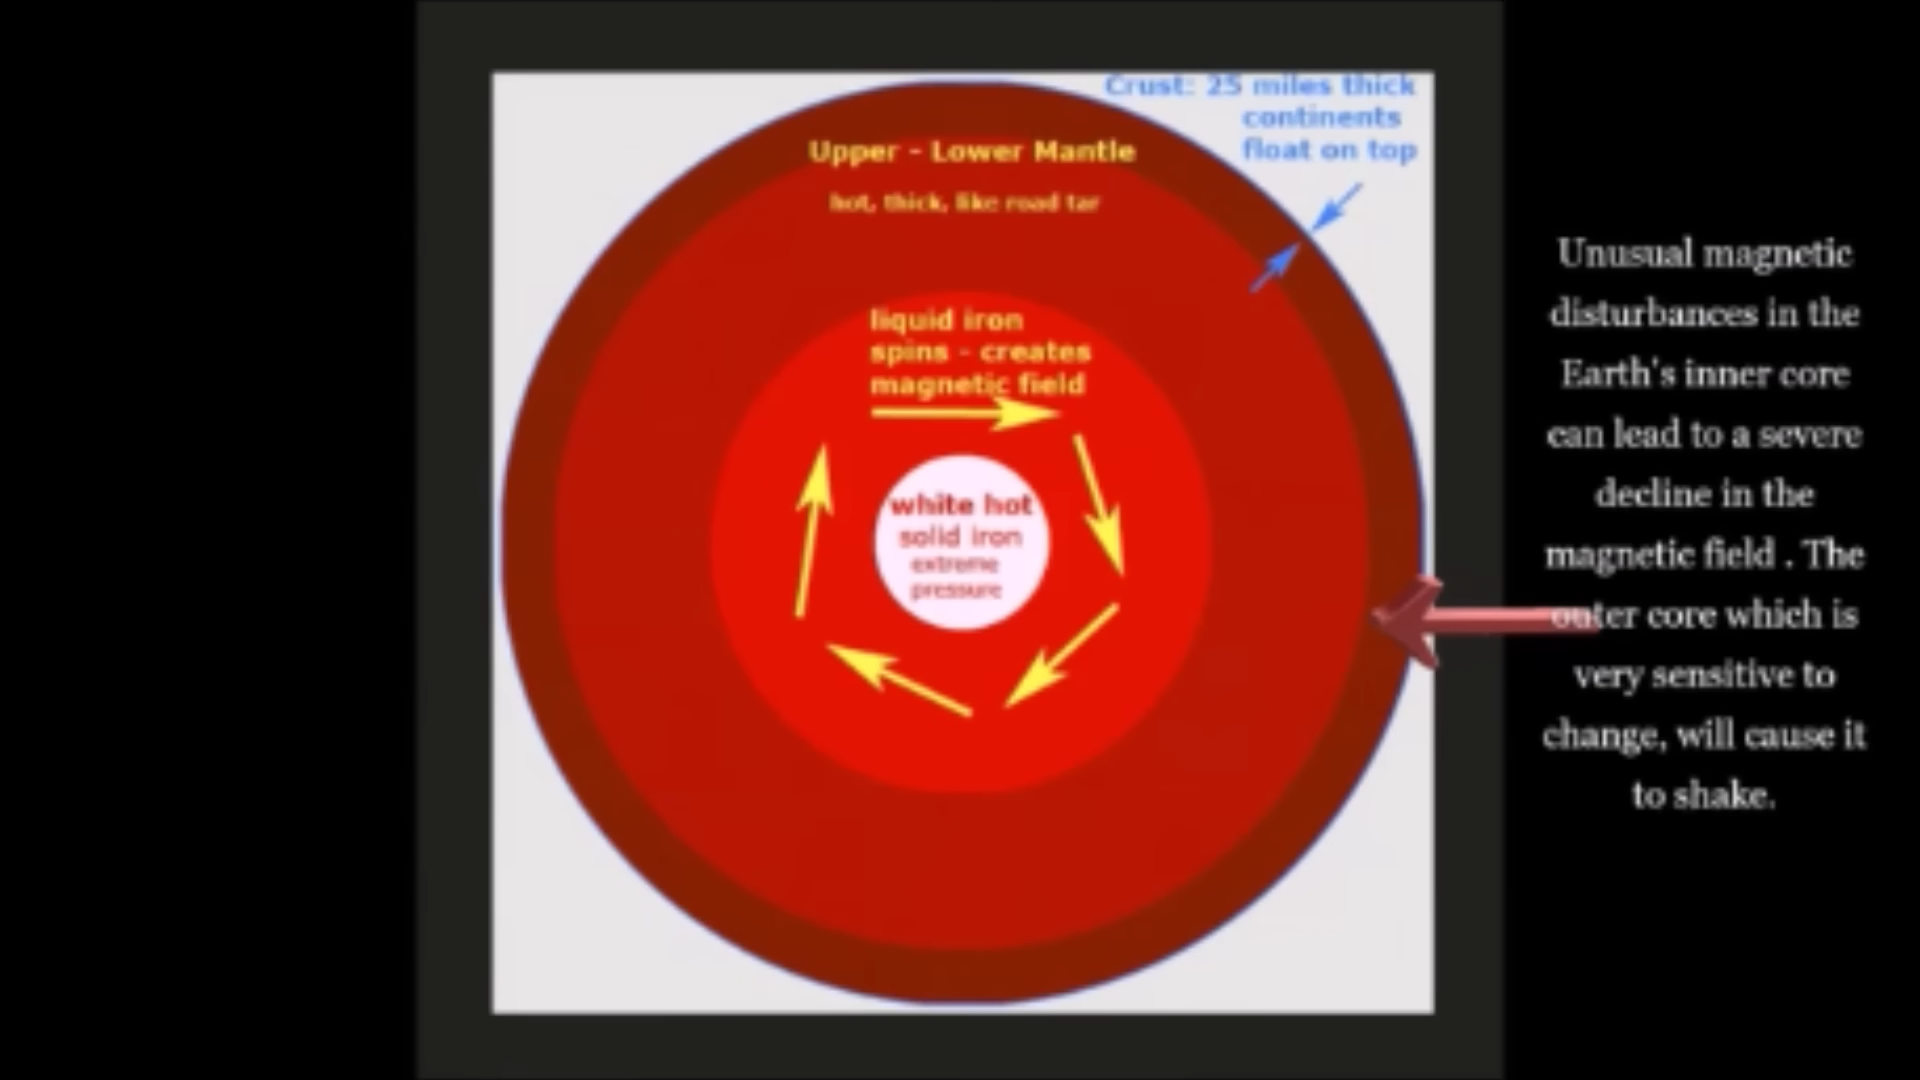 Crust: 25 miles thick
continents
float on top
Upper - Lower Mantle
hot, thick, like road tar
liquid iron
spins - creates
magnetic field
white hot
solid iron
extreme
pressure
Unusual magnetic
disturbances in the
Earth's inner core
can lead to a severe
decline in the
magnetic field . The
outer core which is
very sensitive to
change, will cause it
to shake.